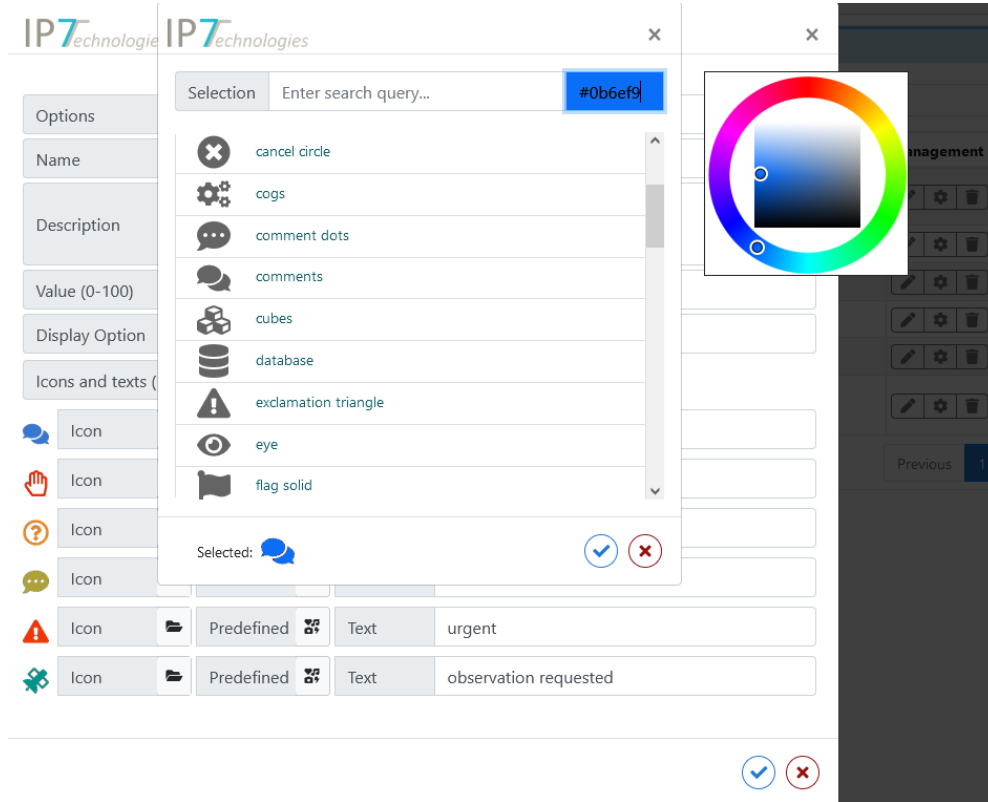 IP7Technologie
IP7Technologies
Selection
Enter search query...
#0b6ef9
Options
Name
Description
Value (0-100)
Display Option
Icons and texts (
cancel circle
cogs
comment dots
comments
cubes
database
exclamation triangle
eye
flag solid
Selected:
Icon
Icon
Icon
Icon
Icon Predefined Text urgent
Icon Predefined Text observation requested
anagement
Previous 1